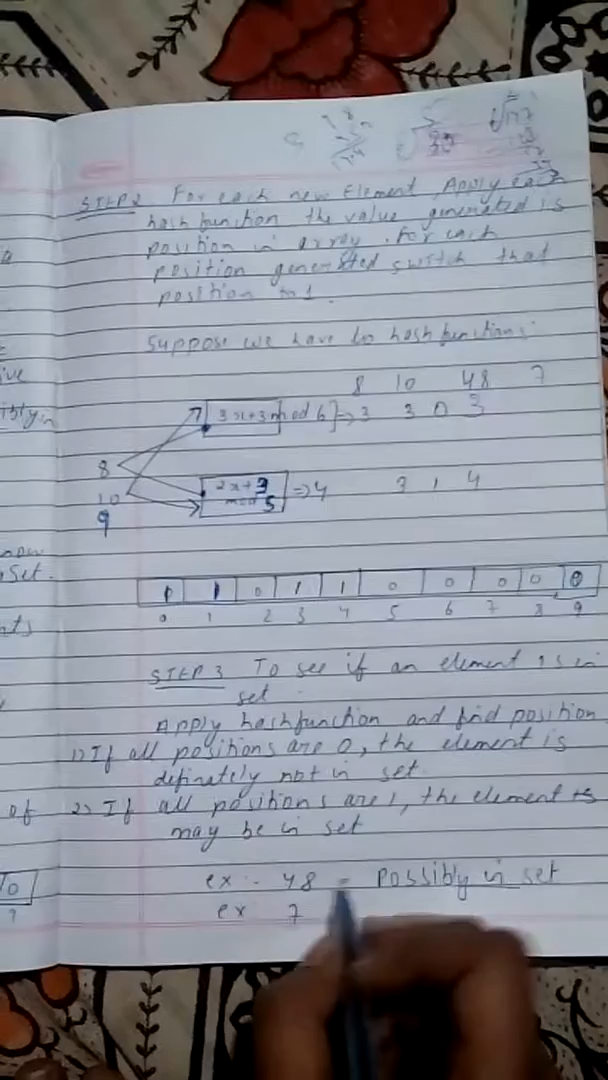 STEP 2 For each new Element Apply each
hash function the value generated is
position in array. For each
position generated switch that
position to 1.
Suppose we have two hash functions:
8 10 48 7
3x+3 mod 6 => 3 3 0 3
8
10
9
2x+3 mod 5 => 4 3 1 4
1 1 0 1 1 0 0 0 0 0
0 1 2 3 4 5 6 7 8 9
STEP 3 To see if an element is in
set.
Apply hashfunction and find position
1) If all positions are 0, the element is
definately not in set.
2) If all positions are 1, the element is
may be in set
ex - 48 = Possibly in set
ex 7